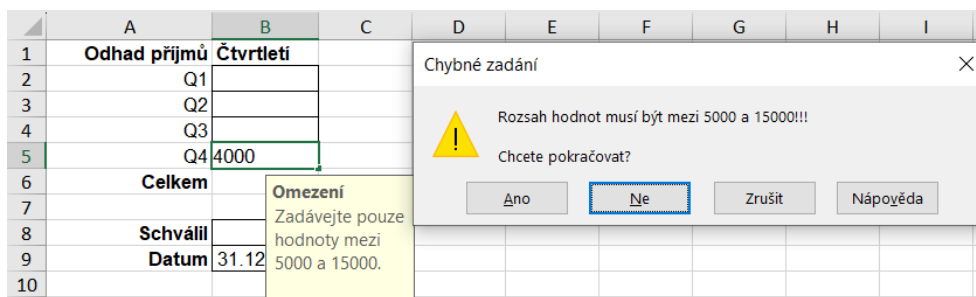 A B C D E F G H I
1 Odhad příjmů Čtvrtletí
2 Q1
3 Q2
4 Q3
5 Q4 4000
6 Celkem
7
8 Schválil
9 Datum 31.12
10
Omezení
Zadávejte pouze
hodnoty mezi
5000 a 15000.
Chybné zadání
Rozsah hodnot musí být mezi 5000 a 15000!!!
Chcete pokračovat?
Ano Ne Zrušit Nápověda